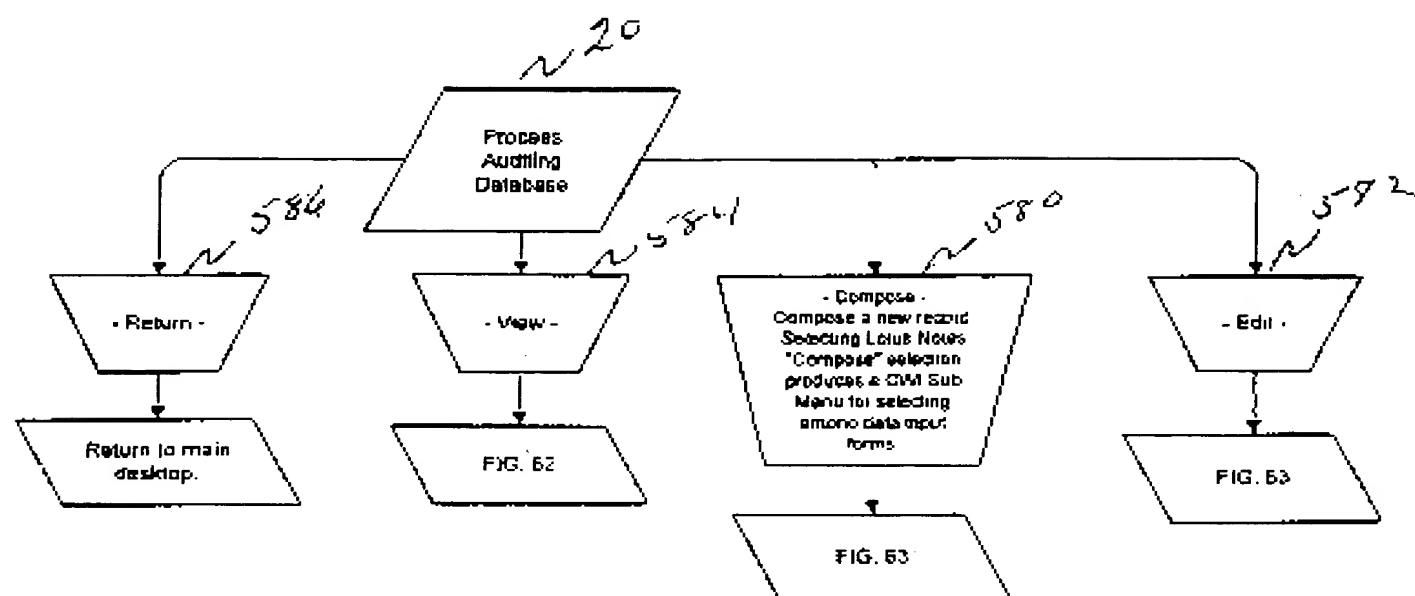 20
Process
Auditing
Database
586
584
580
582
- Return -
- View -
- Compose -
Compose a new record
Selecting Lotus Notes
"Compose" selection
produces a CWI Sub
Menu for selecting
among data input
forms
- Edit -
Return to main
desktop.
FIG. 62
FIG. 63
FIG. 63